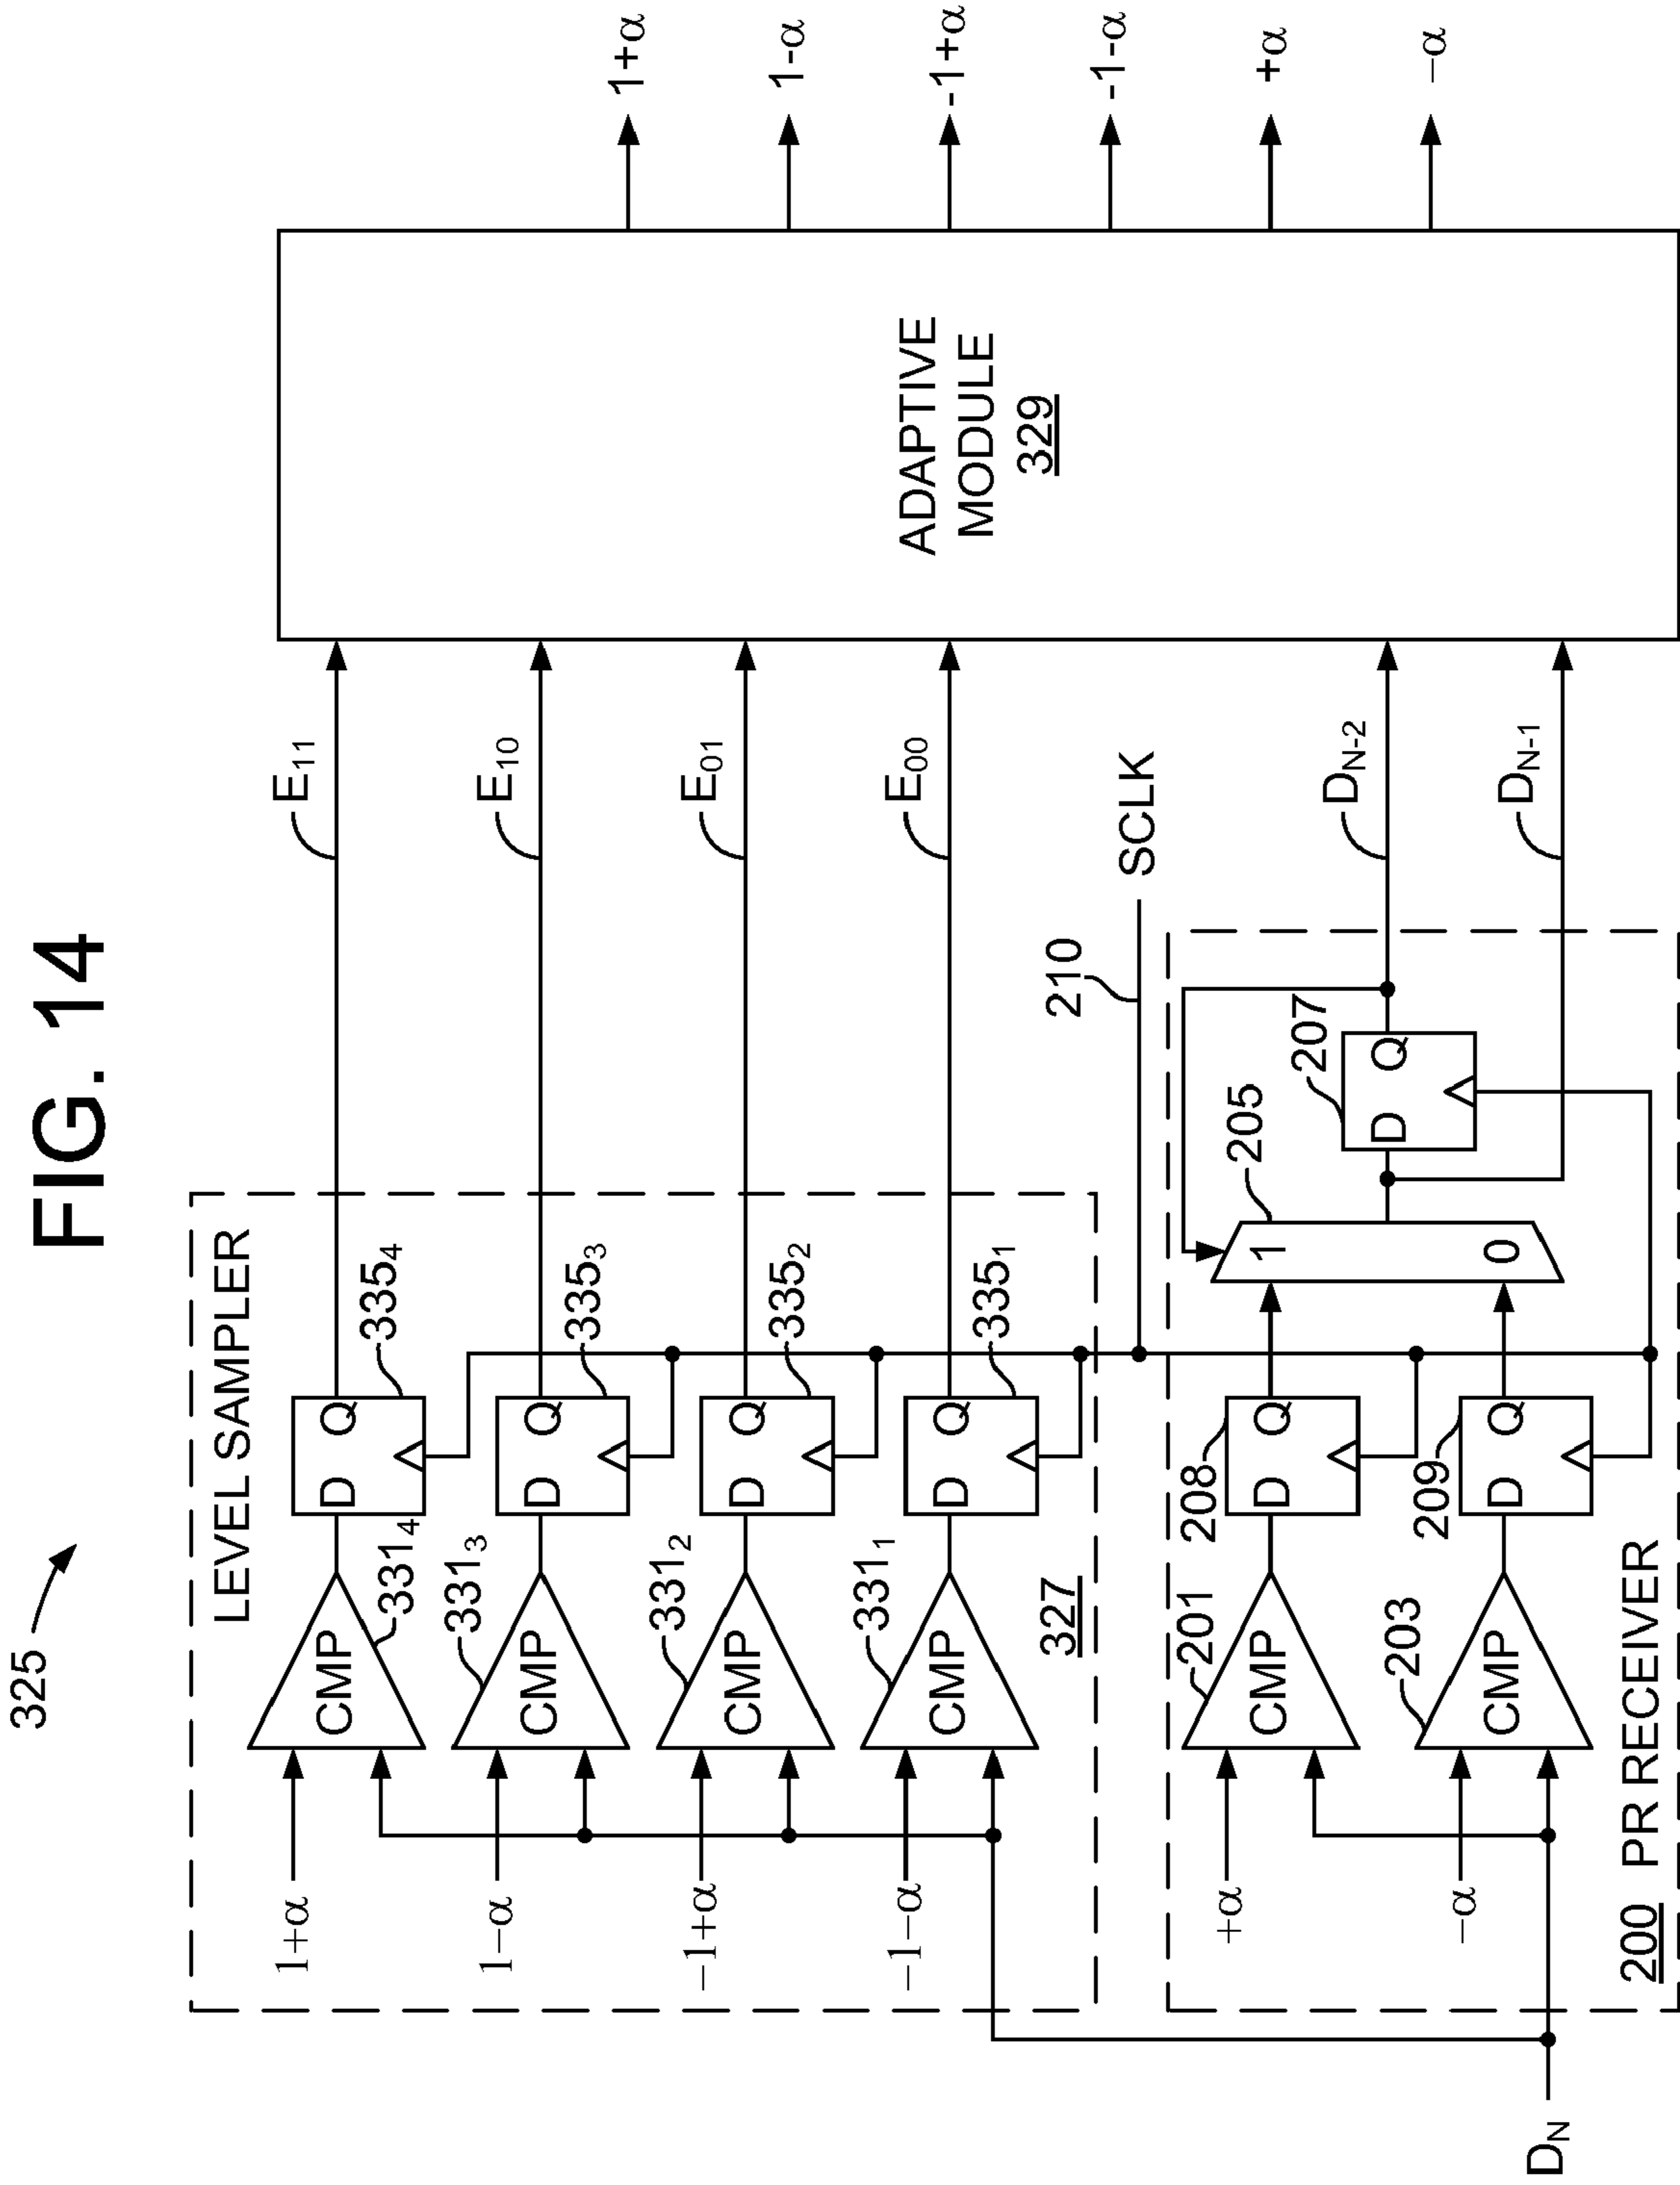 FIG. 14
325
LEVEL SAMPLER
1+α
CMP
331₄
D Q
335₄
E₁₁
1−α
CMP
331₃
D Q
335₃
E₁₀
−1+α
CMP
331₂
D Q
335₂
E₀₁
−1−α
CMP
331₁
D Q
335₁
E₀₀
327
210
SCLK
+α
201
CMP
208
D Q
1
205
207
D Q
D_N-2
−α
203
CMP
209
D Q
0
D_N-1
200 PR RECEIVER
D_N
ADAPTIVE
MODULE
329
1+α
1-α
-1+α
-1-α
+α
−α